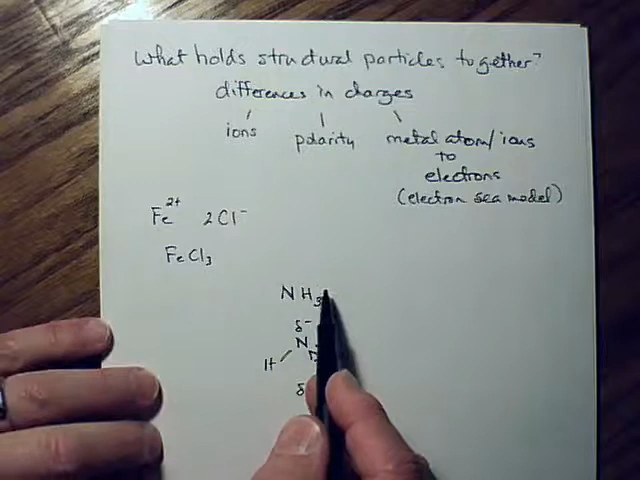 What holds structural particles together?
differences in charges
ions
polarity
metal atom/ions
to
electrons
(electron sea model)
Fe²⁺ 2Cl⁻
FeCl₃
NH₃
δ⁻
N
H
δ